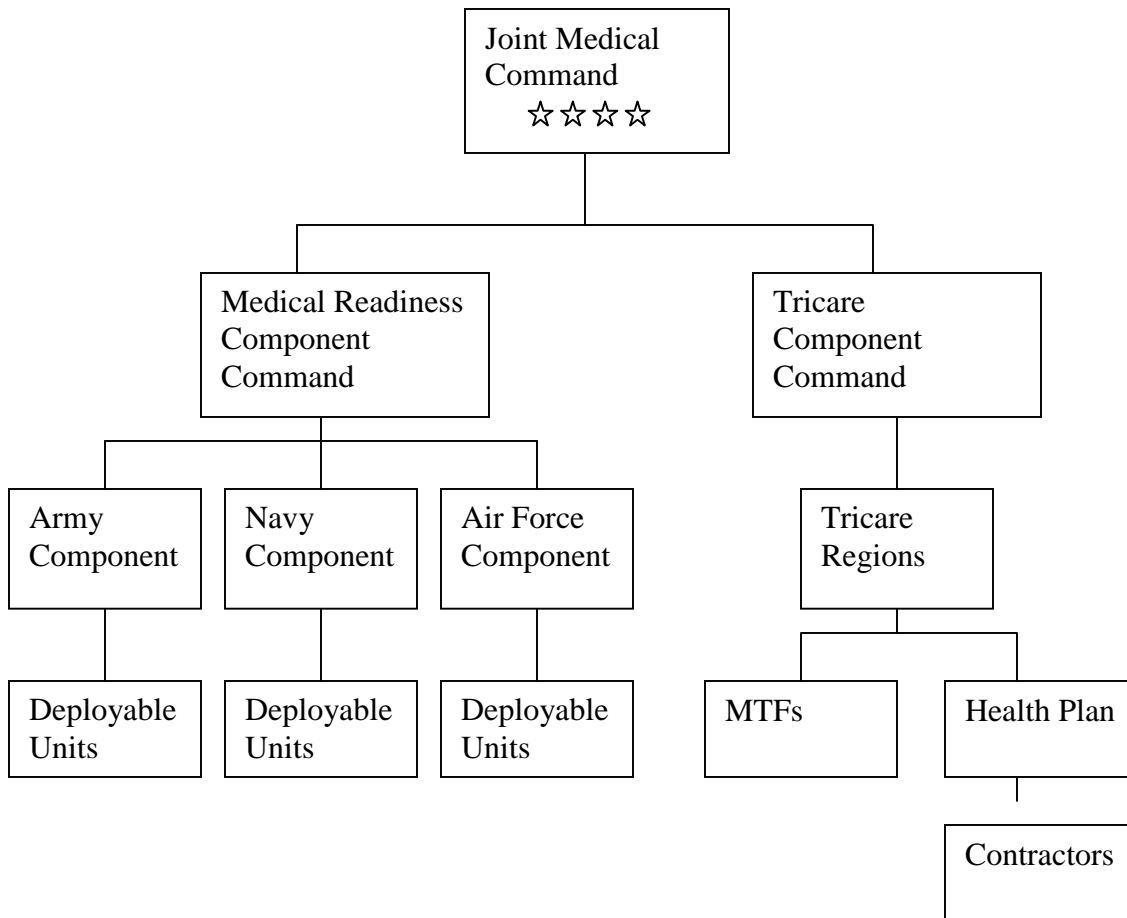 Joint Medical
Command
☆☆☆☆
Medical Readiness
Component
Command
Tricare
Component
Command
Army
Component
Navy
Component
Air Force
Component
Tricare
Regions
Deployable
Units
Deployable
Units
Deployable
Units
MTFs
Health Plan
Contractors